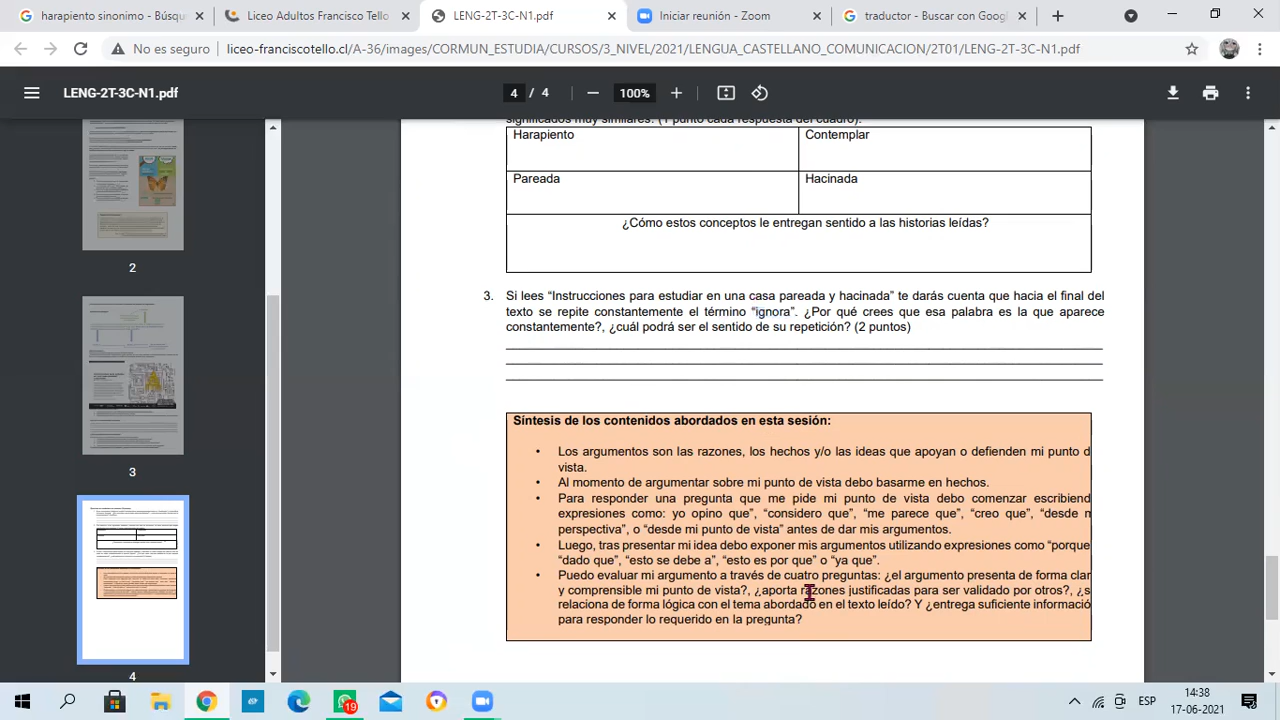 harapiento sinonimo - Búsqu
Liceo Adultos Francisco Tello
LENG-2T-3C-N1.pdf
Iniciar reunión - Zoom
traductor - Buscar con Goog
No es seguro
liceo-franciscotello.cl/A-36/images/CORMUN_ESTUDIA/CURSOS/3_NIVEL/2021/LENGUA_CASTELLANO_COMUNICACION/2T01/LENG-2T-3C-N1.pdf
LENG-2T-3C-N1.pdf
4 / 4
100%
significados muy similares. (1 punto cada respuesta del cuadro).
Harapiento
Contemplar
Pareada
Hacinada
¿Cómo estos conceptos le entregan sentido a las historias leídas?
3. Si lees “Instrucciones para estudiar en una casa pareada y hacinada” te darás cuenta que hacia el final del
texto se repite constantemente el término “ignora”. ¿Por qué crees que esa palabra es la que aparece
constantemente?, ¿cuál podrá ser el sentido de su repetición? (2 puntos)
Síntesis de los contenidos abordados en esta sesión:
• Los argumentos son las razones, los hechos y/o las ideas que apoyan o defienden mi punto d
vista.
• Al momento de argumentar sobre mi punto de vista debo basarme en hechos.
• Para responder una pregunta que me pide mi punto de vista debo comenzar escribiend
expresiones como: yo opino que”, “considero que”, “me parece que”, “creo que”, “desde n
perspectiva”, o “desde mi punto de vista” antes de dar mis argumentos.
• Luego, tras presentar mi idea debo exponer mis argumentos utilizando expresiones como “porque
“dado que”, “esto se debe a”, “esto es por que” o “ya que”.
• Puedo evaluar mi argumento a través de cuatro preguntas: ¿el argumento presenta de forma clar
y comprensible mi punto de vista?, ¿aporta razones justificadas para ser validado por otros?, ¿s
relaciona de forma lógica con el tema abordado en el texto leído? Y ¿entrega suficiente informació
para responder lo requerido en la pregunta?
2
3
4
19
ESP
14:38
17-06-2021